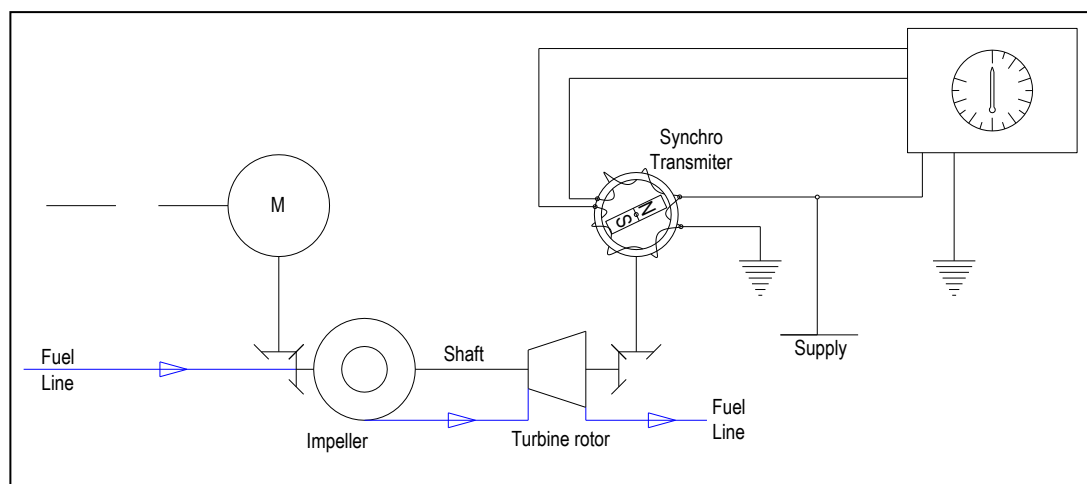 Synchro
Transmiter
M
N
S
Fuel
Line
Shaft
Supply
Impeller
Turbine rotor
Fuel
Line